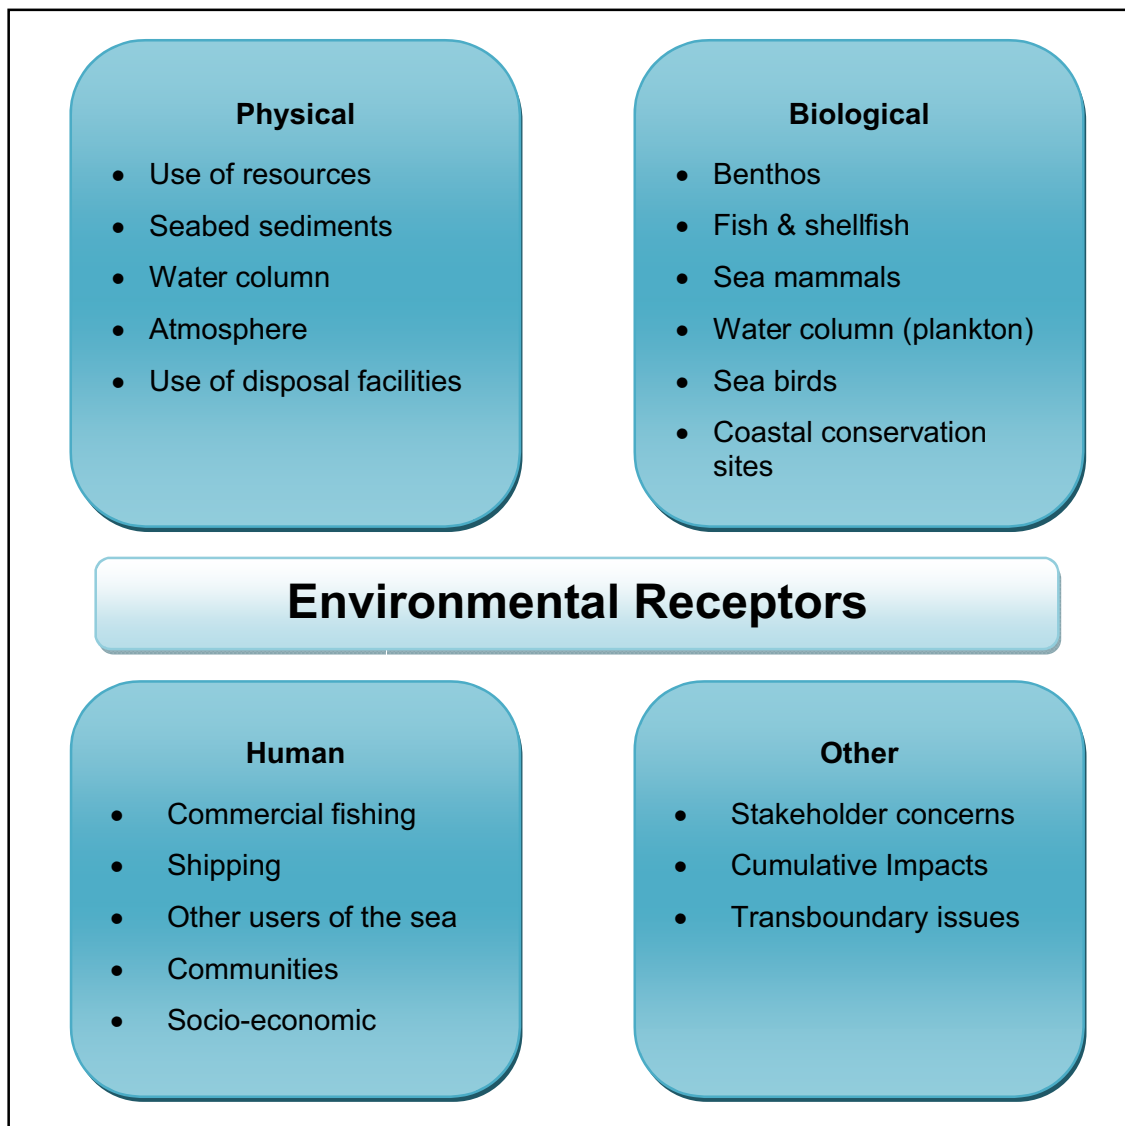 Physical
• Use of resources
• Seabed sediments
• Water column
• Atmosphere
• Use of disposal facilities
Biological
• Benthos
• Fish & shellfish
• Sea mammals
• Water column (plankton)
• Sea birds
• Coastal conservation
sites
Environmental Receptors
Human
• Commercial fishing
• Shipping
• Other users of the sea
• Communities
• Socio-economic
Other
• Stakeholder concerns
• Cumulative Impacts
• Transboundary issues